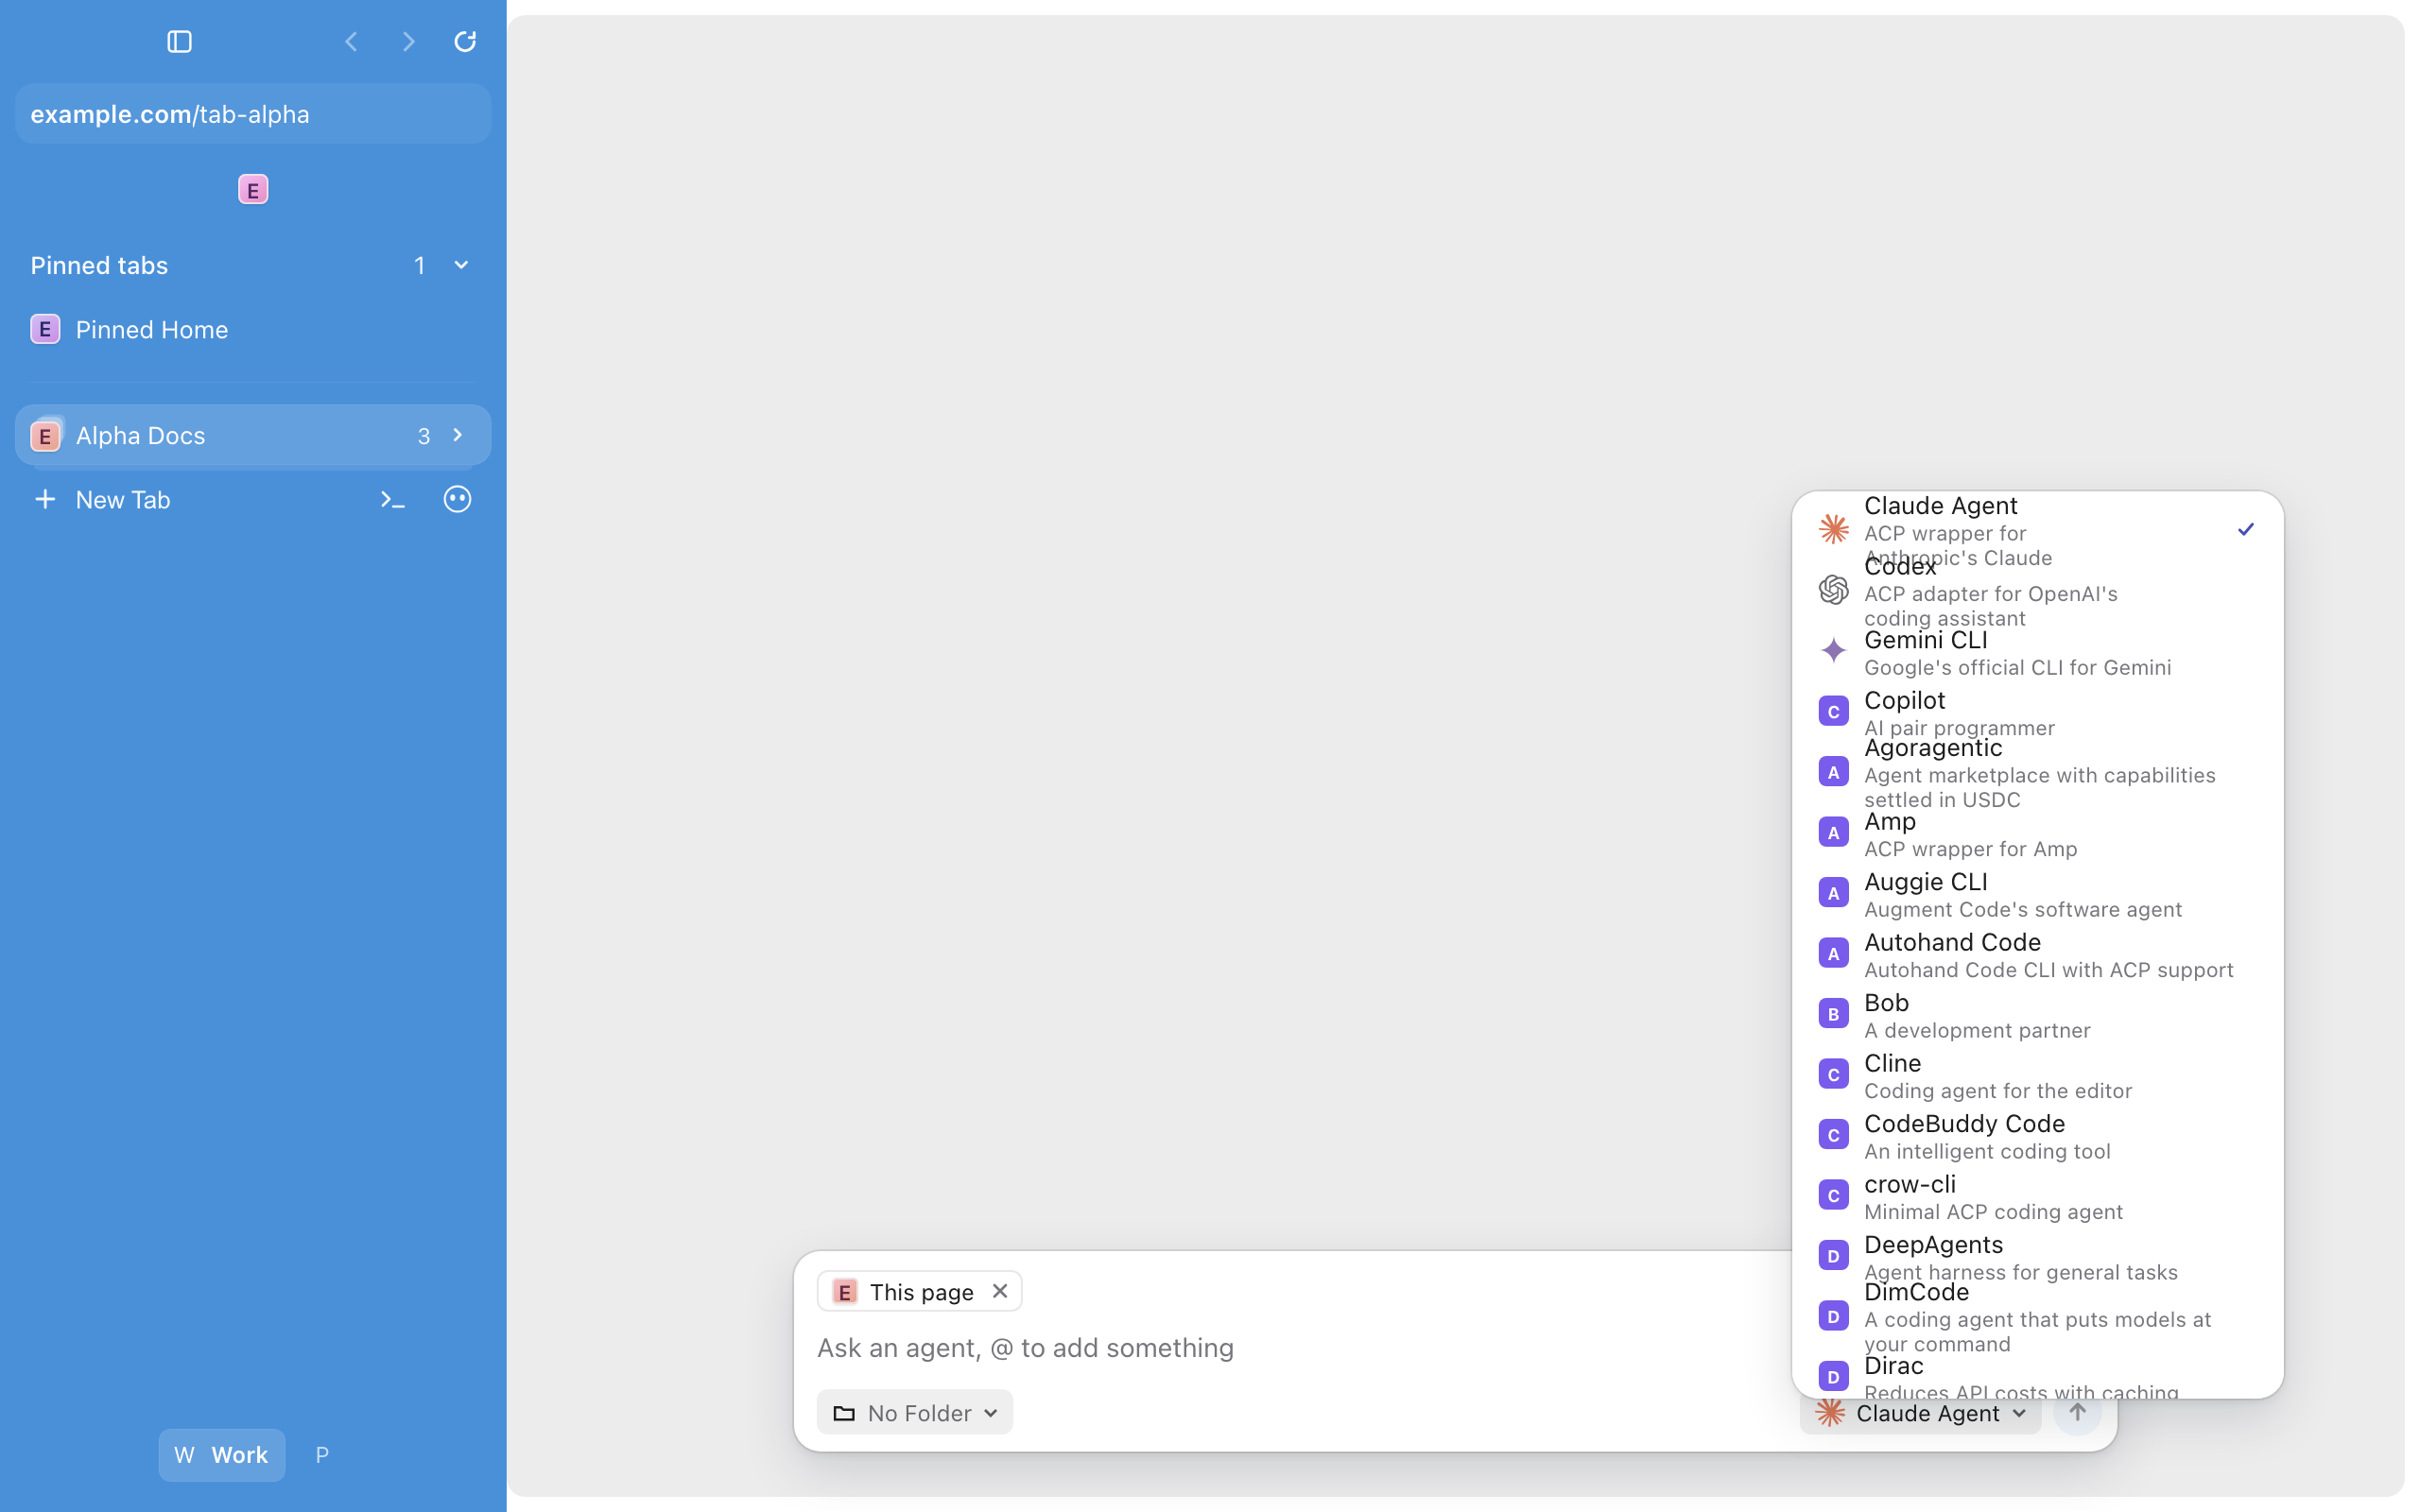 example.com/tab-alpha
E
Pinned tabs 1
E Pinned Home
E Alpha Docs 3
New Tab
W Work P
Claude Agent
ACP wrapper for
Anthropic's Claude
Codex
ACP adapter for OpenAI's
coding assistant
Gemini CLI
Google's official CLI for Gemini
C Copilot
AI pair programmer
A Agoragentic
Agent marketplace with capabilities
settled in USDC
A Amp
ACP wrapper for Amp
A Auggie CLI
Augment Code's software agent
A Autohand Code
Autohand Code CLI with ACP support
B Bob
A development partner
C Cline
Coding agent for the editor
C CodeBuddy Code
An intelligent coding tool
C crow-cli
Minimal ACP coding agent
D DeepAgents
Agent harness for general tasks
D DimCode
A coding agent that puts models at
your command
D Dirac
Reduces API costs with caching
E This page
Ask an agent, @ to add something
No Folder
Claude Agent